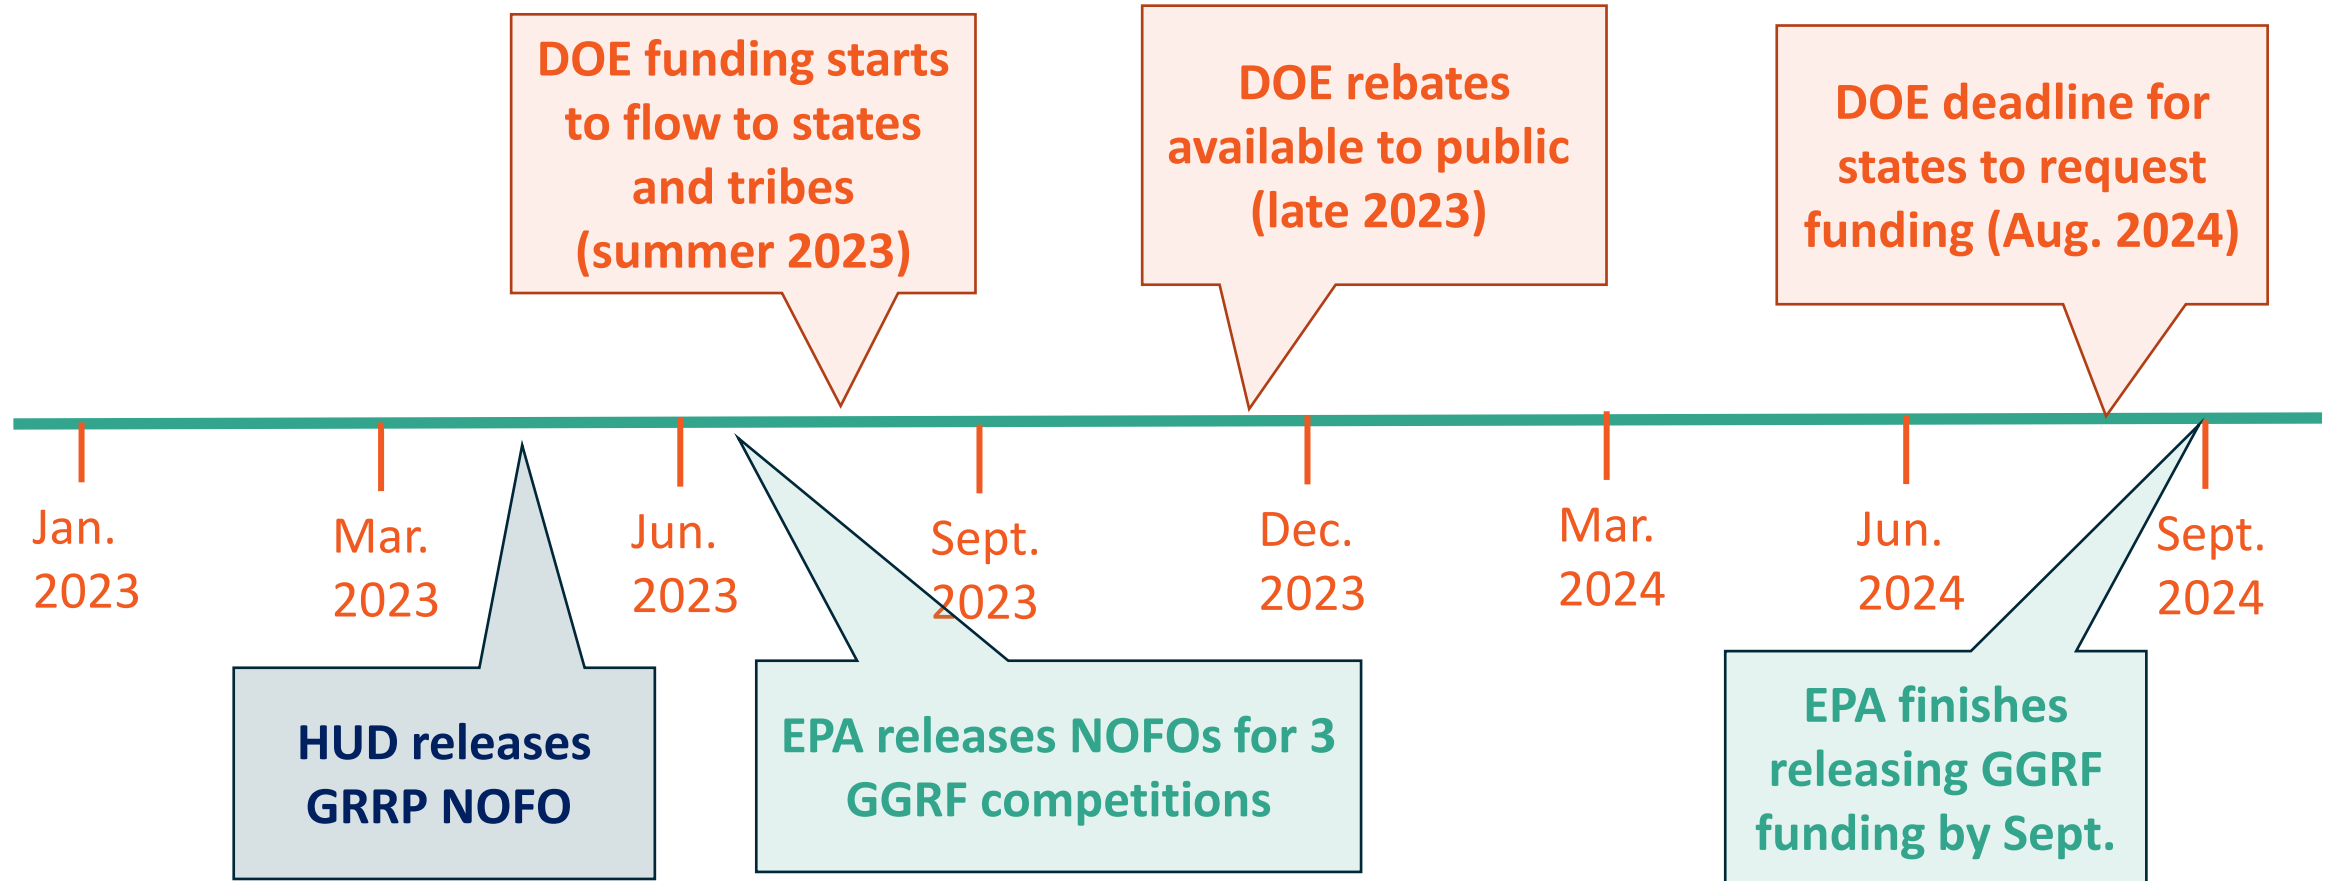 DOE funding starts
to flow to states
and tribes
(summer 2023)
DOE rebates
available to public
(late 2023)
DOE deadline for
states to request
funding (Aug. 2024)
Jan.
2023
Mar.
2023
Jun.
2023
Sept.
2023
Dec.
2023
Mar.
2024
Jun.
2024
Sept.
2024
HUD releases
GRRP NOFO
EPA releases NOFOs for 3
GGRF competitions
EPA finishes
releasing GGRF
funding by Sept.